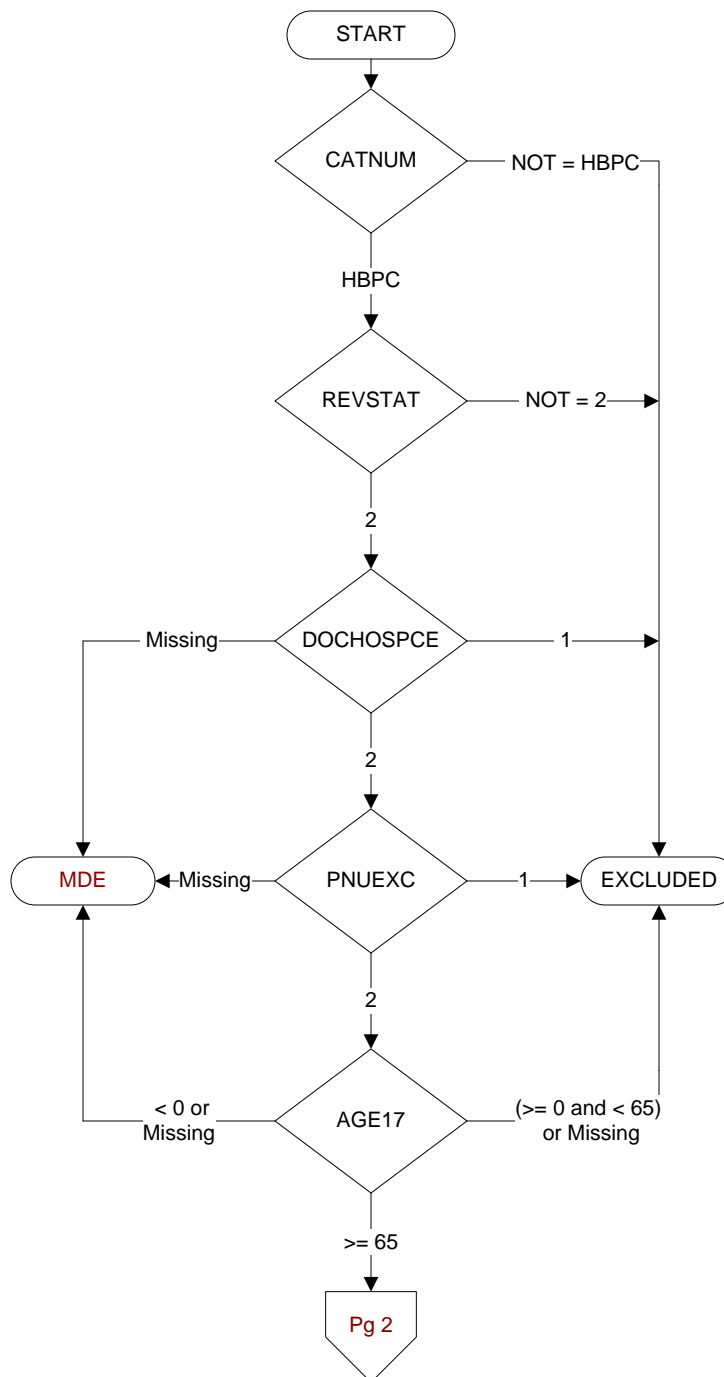 START
CATNUM
NOT = HBPC
HBPC
REVSTAT
NOT = 2
2
Missing
DOCHOSPCE
1
2
MDE
Missing
PNUEXC
1
EXCLUDED
2
< 0 or
Missing
AGE17
(>= 0 and < 65)
or Missing
>= 65
Pg 2